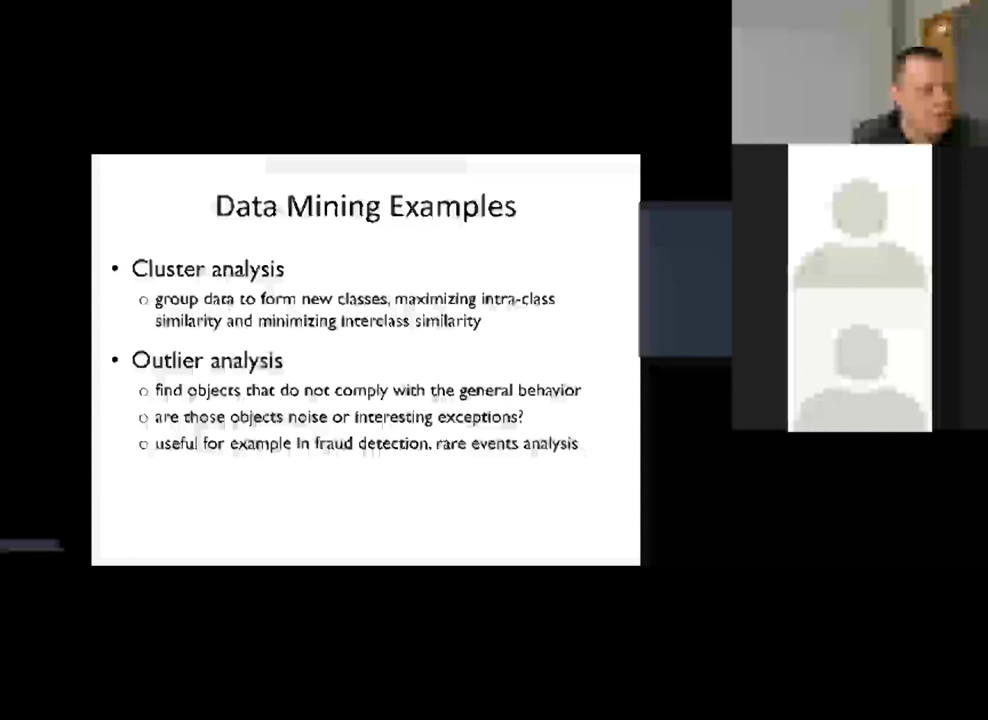 Data Mining Examples
• Cluster analysis
o group data to form new classes, maximizing intra-class
similarity and minimizing interclass similarity
• Outlier analysis
o find objects that do not comply with the general behavior
o are those objects noise or interesting exceptions?
o useful for example in fraud detection, rare events analysis